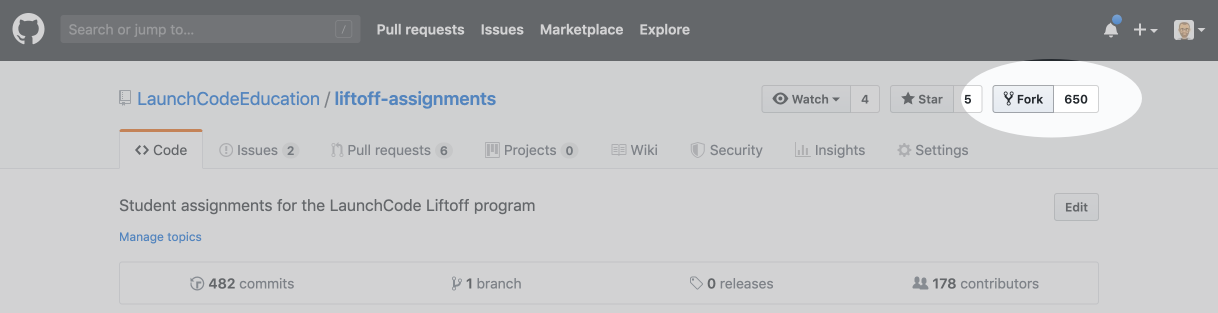 Search or jump to… / Pull requests Issues Marketplace Explore
LaunchCodeEducation / liftoff-assignments Watch 4 Star 5 Fork 650
Code Issues 2 Pull requests 6 Projects 0 Wiki Security Insights Settings
Student assignments for the LaunchCode Liftoff program Edit
Manage topics
482 commits 1 branch 0 releases 178 contributors